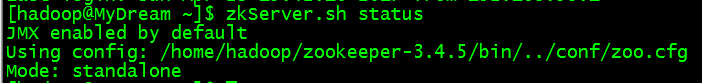 [hadoop@MyDream ~]$ zkServer.sh status
JMX enabled by default
Using config: /home/hadoop/zookeeper-3.4.5/bin/../conf/zoo.cfg
Mode: standalone